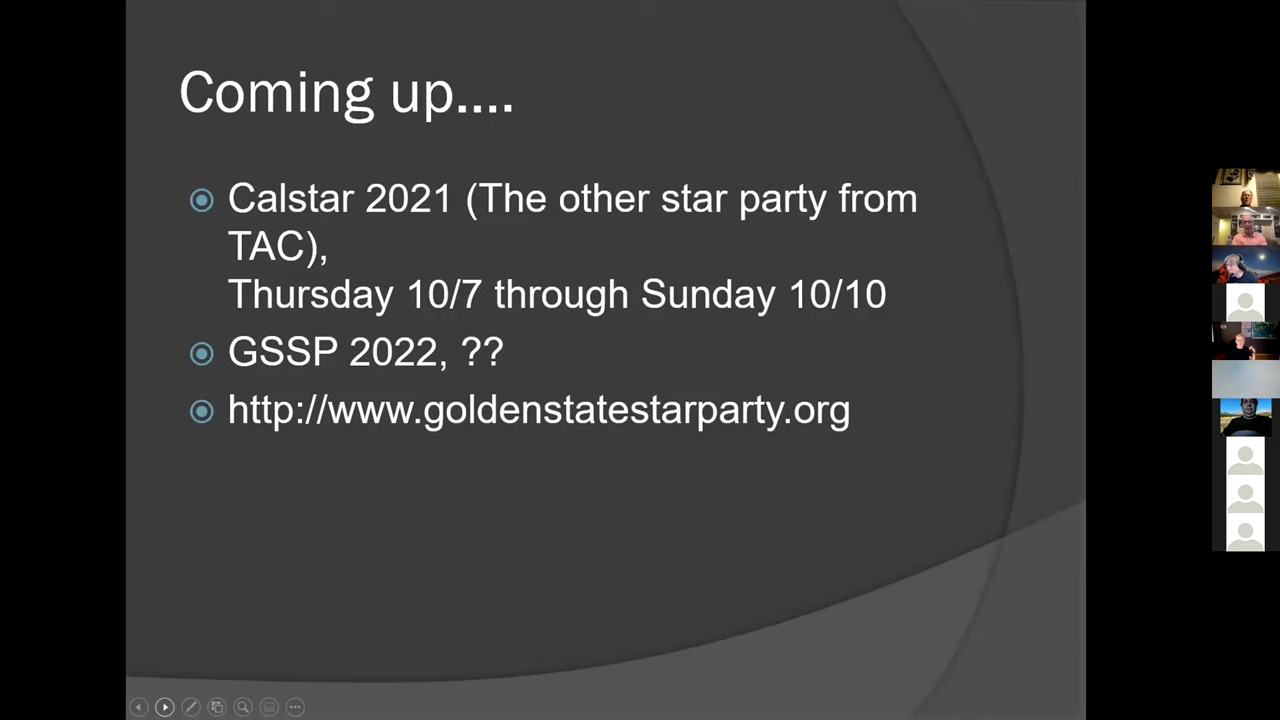 Coming up....
Calstar 2021 (The other star party from
TAC),
Thursday 10/7 through Sunday 10/10
GSSP 2022, ??
http://www.goldenstatestarparty.org